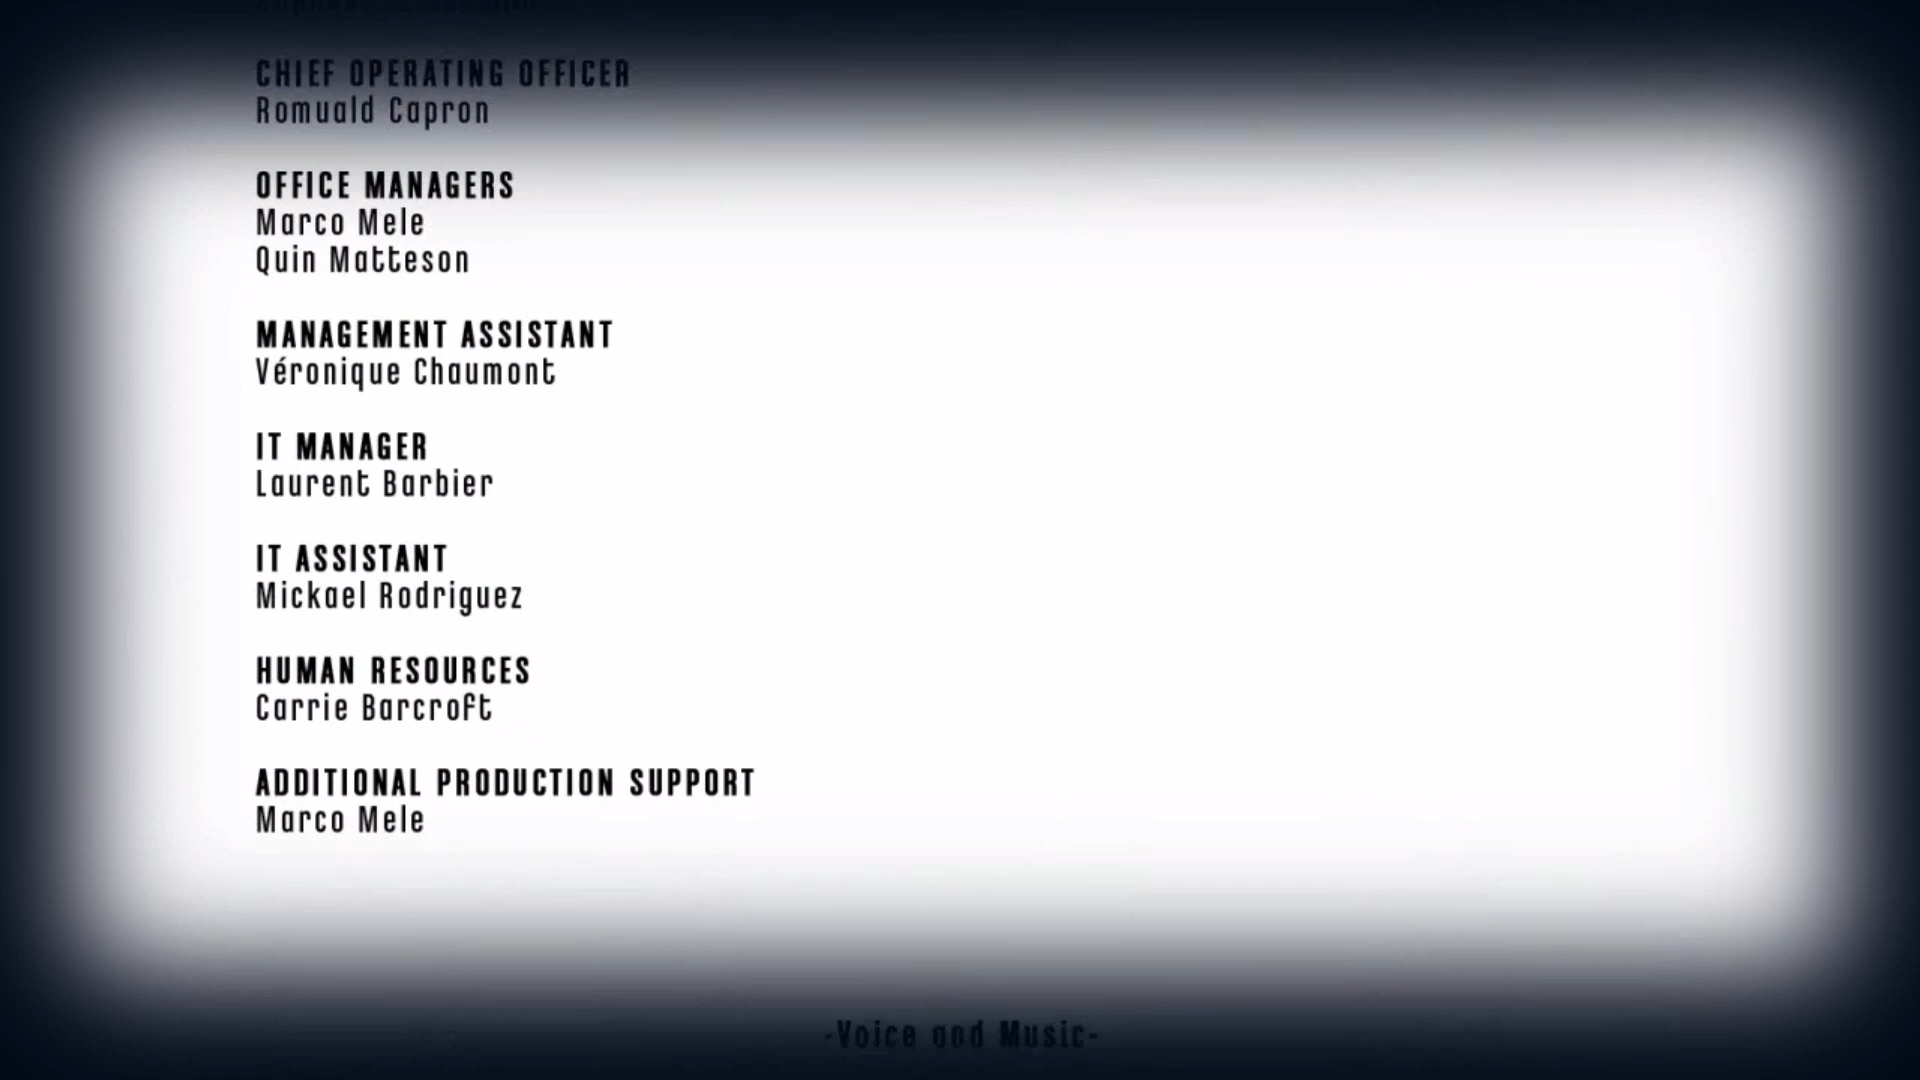 CHIEF OPERATING OFFICER
Romuald Capron
OFFICE MANAGERS
Marco Mele
Quin Matteson
MANAGEMENT ASSISTANT
Véronique Chaumont
IT MANAGER
Laurent Barbier
IT ASSISTANT
Mickael Rodriguez
HUMAN RESOURCES
Carrie Barcroft
ADDITIONAL PRODUCTION SUPPORT
Marco Mele
-Voice and Music-